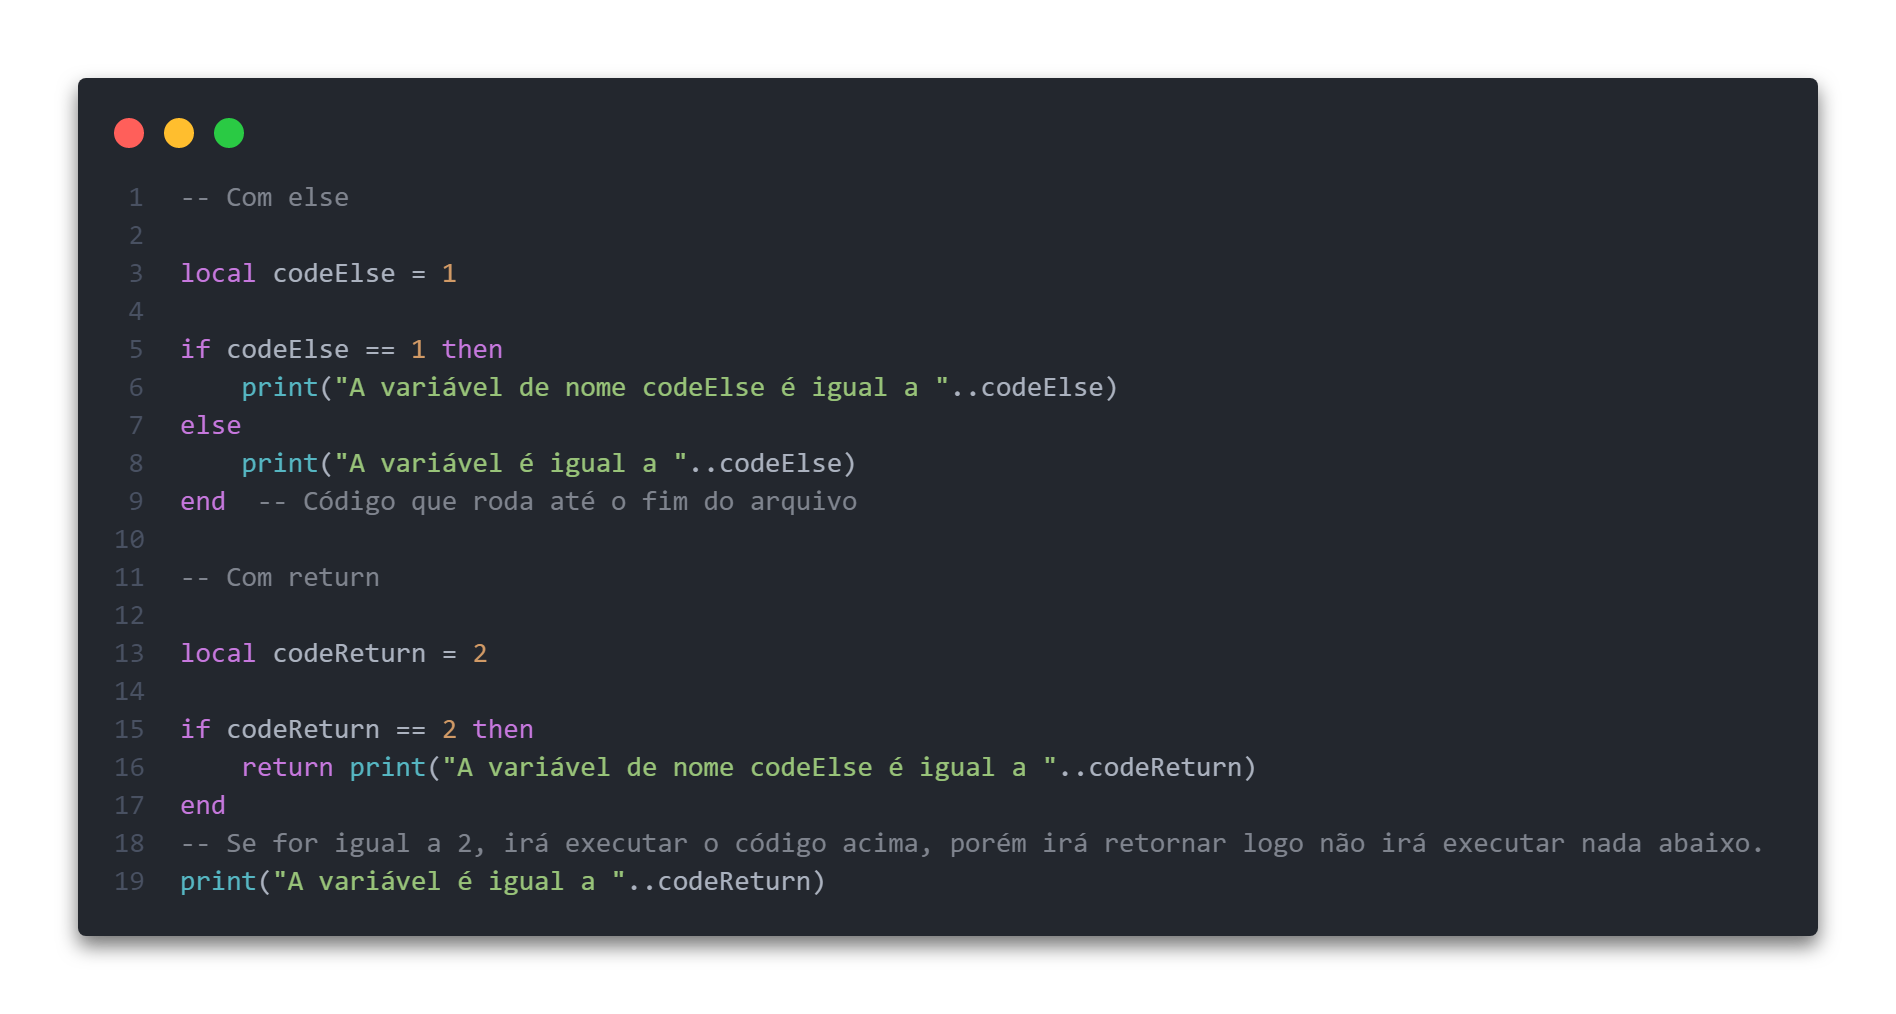 1 -- Com else
2
3 local codeElse = 1
4
5 if codeElse == 1 then
6     print("A variável de nome codeElse é igual a "..codeElse)
7 else
8     print("A variável é igual a "..codeElse)
9 end  -- Código que roda até o fim do arquivo
10
11 -- Com return
12
13 local codeReturn = 2
14
15 if codeReturn == 2 then
16     return print("A variável de nome codeElse é igual a "..codeReturn)
17 end
18 -- Se for igual a 2, irá executar o código acima, porém irá retornar logo não irá executar nada abaixo.
19 print("A variável é igual a "..codeReturn)